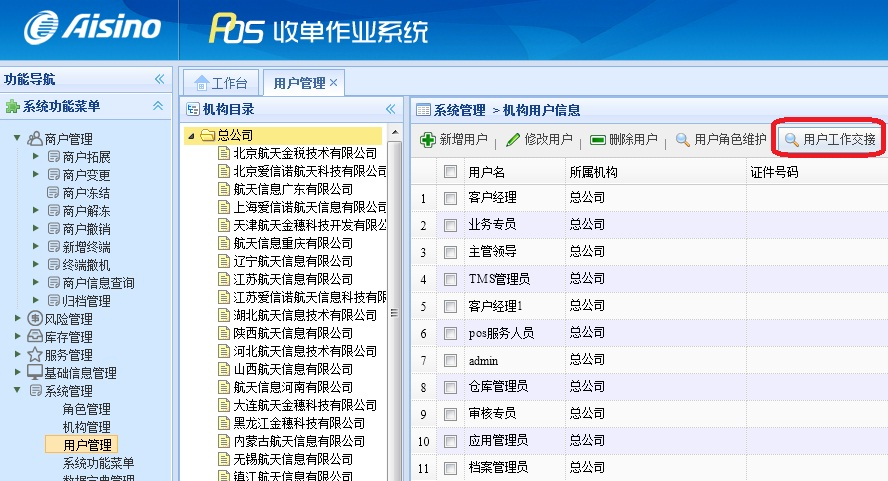 Aisino POS 收单作业系统
功能导航
系统功能菜单
商户管理
商户拓展
商户变更
商户冻结
商户解冻
商户撤销
新增终端
终端撤机
商户信息查询
归档管理
风险管理
库存管理
服务管理
基础信息管理
系统管理
角色管理
机构管理
用户管理
系统功能菜单
数据字典管理
工作台 用户管理
机构目录
总公司
北京航天金税技术有限公司
北京爱信诺航天科技有限公司
航天信息广东有限公司
上海爱信诺航天信息有限公司
天津航天金穗科技开发有限公
航天信息重庆有限公司
辽宁航天信息有限公司
江苏航天信息有限公司
江苏爱信诺航天信息科技有限
湖北航天信息技术有限公司
陕西航天信息有限公司
河北航天信息技术有限公司
山西航天信息有限公司
航天信息河南有限公司
大连航天金穗科技有限公司
黑龙江金穗科技有限公司
内蒙古航天信息有限公司
无锡航天信息有限公司
镇江航天信息有限公司
系统管理 > 机构用户信息
新增用户 修改用户 删除用户 用户角色维护 用户工作交接
用户名 所属机构 证件号码
1 客户经理 总公司
2 业务专员 总公司
3 主管领导 总公司
4 TMS管理员 总公司
5 客户经理1 总公司
6 pos服务人员 总公司
7 admin 总公司
8 仓库管理员 总公司
9 审核专员 总公司
10 应用管理员 总公司
11 档案管理员 总公司